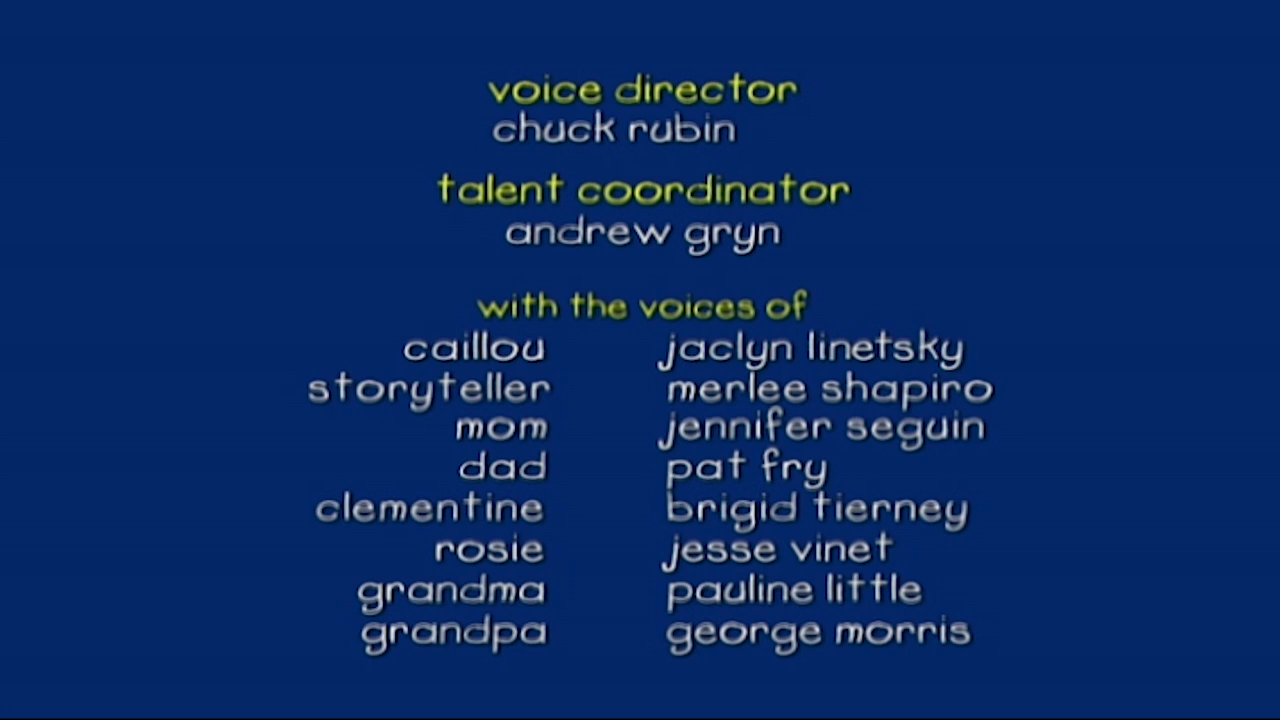 voice director
chuck rubin
talent coordinator
andrew gryn
with the voices of
caillou jaclyn linetsky
storyteller merlee shapiro
mom jennifer seguin
dad pat fry
clementine brigid tierney
rosie jesse vinet
grandma pauline little
grandpa george morris